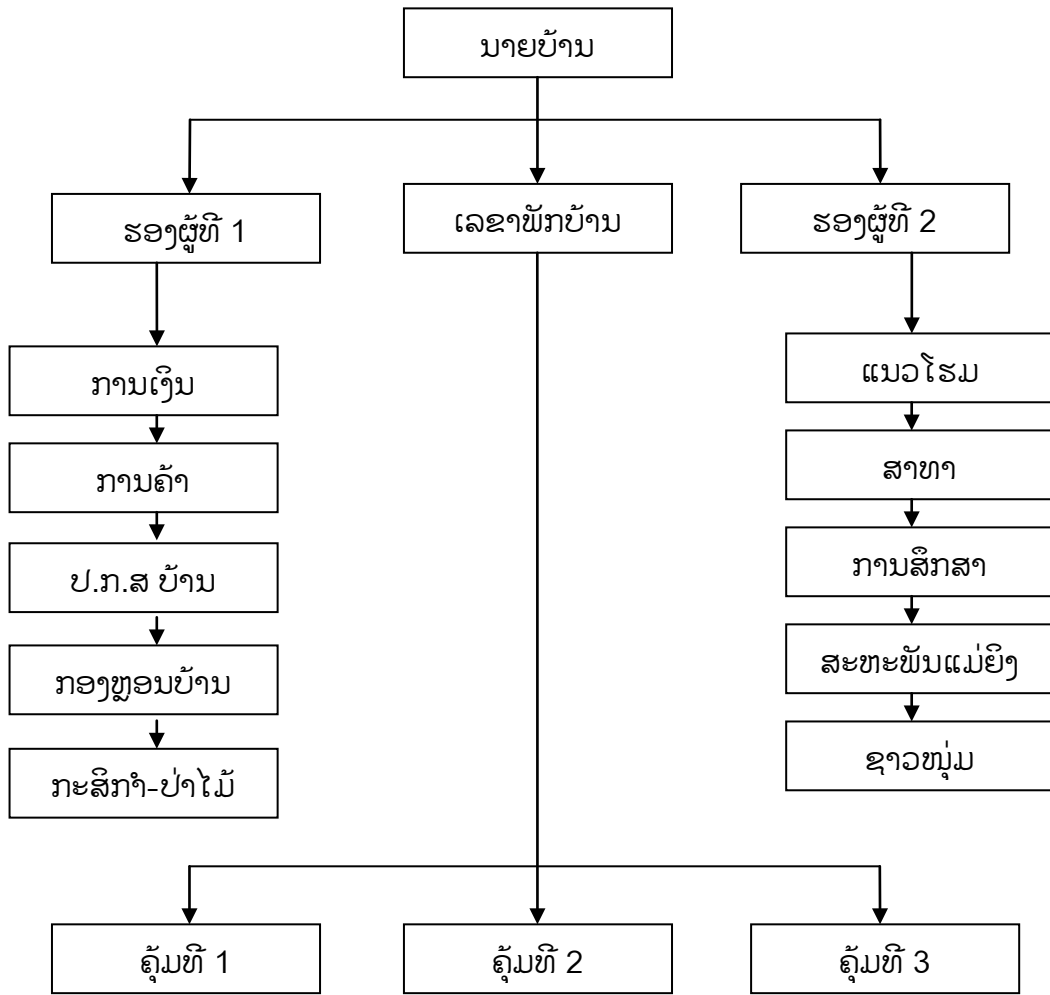 ນາຍບ້ານ
ຮອງຜູ້ທີ 1
ເລຂາພັກບ້ານ
ຮອງຜູ້ທີ 2
ການເງິນ
ການຄ້າ
ປ.ກ.ສ ບ້ານ
ກອງຫຼອນບ້ານ
ກະສິກຳ-ປ່າໄມ້
ແນວໂຮມ
ສາທາ
ການສຶກສາ
ສະຫະພັນແມ່ຍິງ
ຊາວໜຸ່ມ
ຄຸ້ມທີ 1
ຄຸ້ມທີ 2
ຄຸ້ມທີ 3